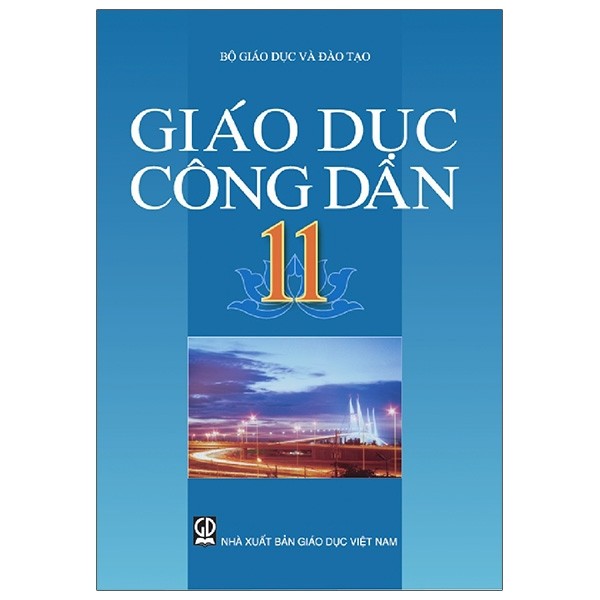 BỘ GIÁO DỤC VÀ ĐÀO TẠO
GIÁO DỤC
CÔNG DÂN
11
GD
NHÀ XUẤT BẢN GIÁO DỤC VIỆT NAM